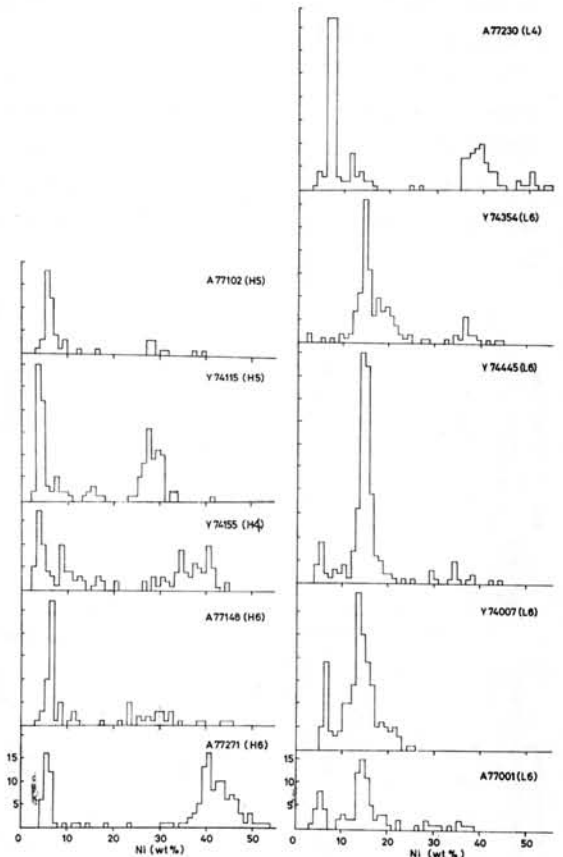 A77102 (H5)
Y74115 (H5)
Y74155 (H4)
A77148 (H6)
A77271 (H6)
15
10
5
0 10 20 30 40 50
Ni (wt%)
A77230 (L4)
Y74354 (L6)
Y74445 (L6)
Y74007 (L6)
A77001 (L6)
15
10
5
0 10 20 30 40 50
Ni (wt%)